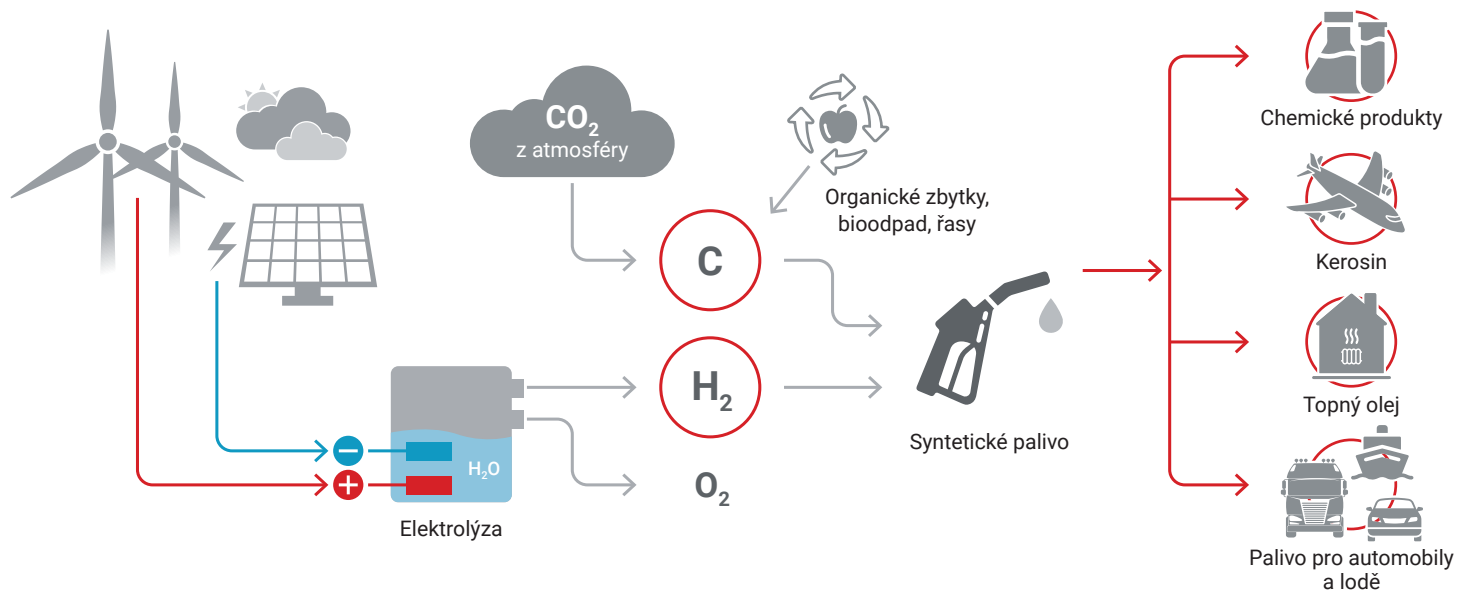 CO₂
z atmosféry
Organické zbytky,
bioodpad, řasy
C
H₂
O₂
H₂O
−
+
Elektrolýza
Syntetické palivo
Chemické produkty
Kerosin
Topný olej
Palivo pro automobily
a lodě